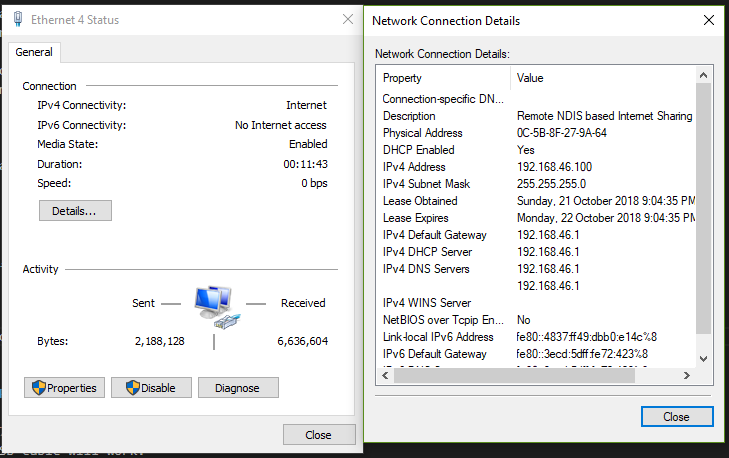 Ethernet 4 Status
General
Connection
IPv4 Connectivity: Internet
IPv6 Connectivity: No Internet access
Media State: Enabled
Duration: 00:11:43
Speed: 0 bps
Details...
Activity
Sent Received
Bytes: 2,188,128 6,636,604
Properties Disable Diagnose
Close
Network Connection Details
Network Connection Details:
Property Value
Connection-specific DN...
Description Remote NDIS based Internet Sharing
Physical Address 0C-5B-8F-27-9A-64
DHCP Enabled Yes
IPv4 Address 192.168.46.100
IPv4 Subnet Mask 255.255.255.0
Lease Obtained Sunday, 21 October 2018 9:04:35 PM
Lease Expires Monday, 22 October 2018 9:04:35 PM
IPv4 Default Gateway 192.168.46.1
IPv4 DHCP Server 192.168.46.1
IPv4 DNS Servers 192.168.46.1
192.168.46.1
IPv4 WINS Server
NetBIOS over Tcpip En... No
Link-local IPv6 Address fe80::4837:ff49:dbb0:e14c%8
IPv6 Default Gateway fe80::3ecd:5dff:fe72:423%8
Close